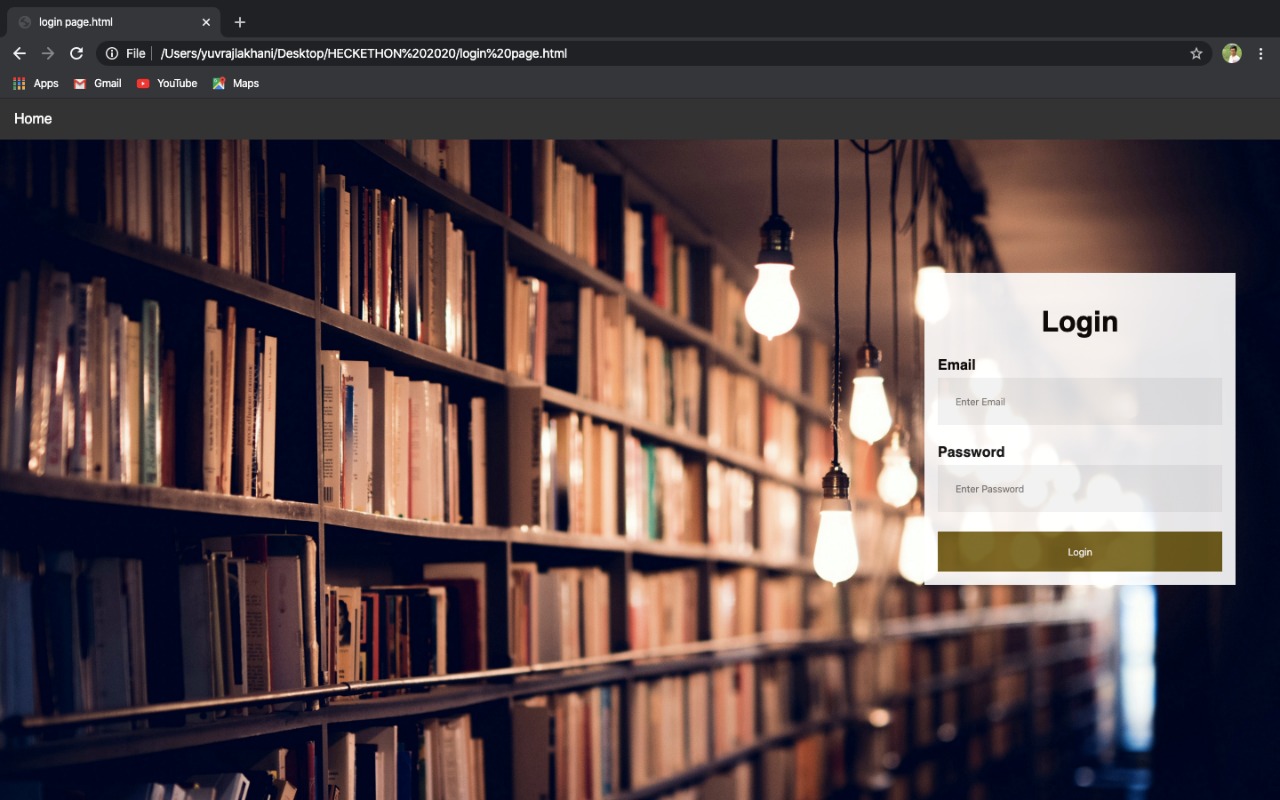 login page.html
File /Users/yuvrajlakhani/Desktop/HECKETHON%202020/login%20page.html
Apps Gmail YouTube Maps
Home
Login
Email
Enter Email
Password
Enter Password
Login